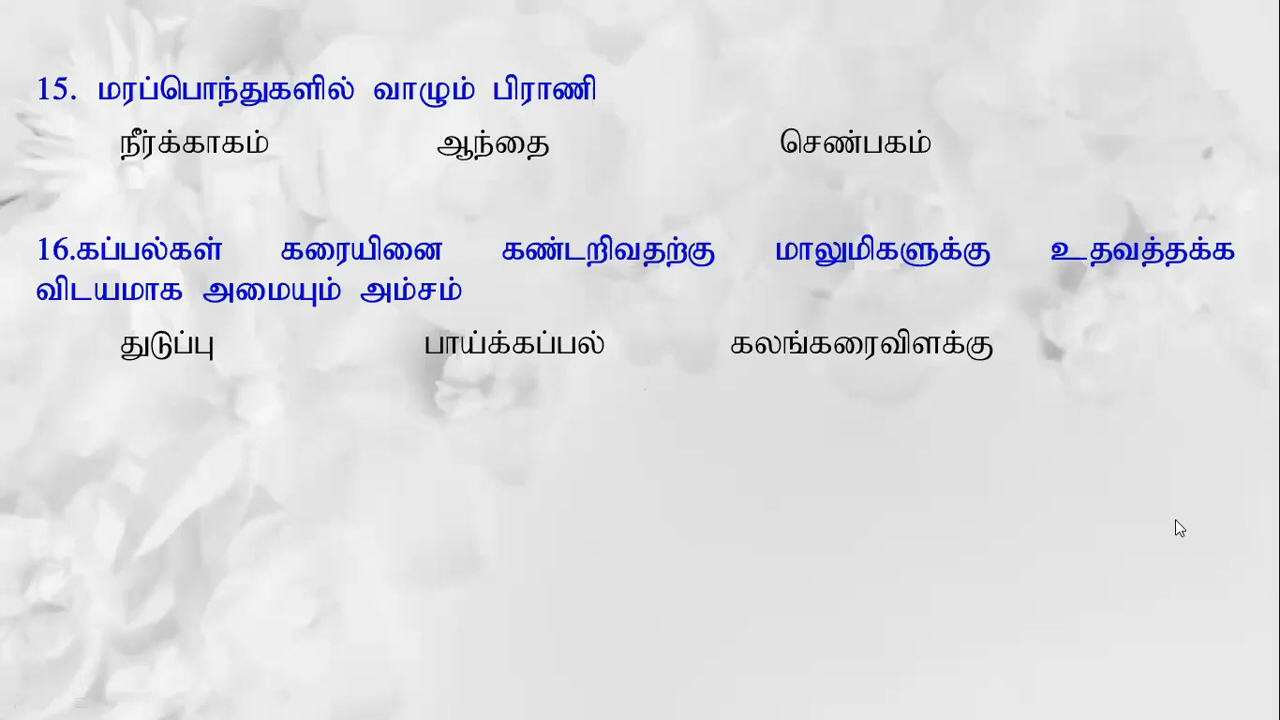 15. மரப்பொந்துகளில் வாழும் பிராணி
நீர்க்காகம் ஆந்தை செண்பகம்
16.கப்பல்கள் கரையினை கண்டறிவதற்கு மாலுமிகளுக்கு உதவத்தக்க
விடயமாக அமையும் அம்சம்
துடுப்பு பாய்க்கப்பல் கலங்கரைவிளக்கு